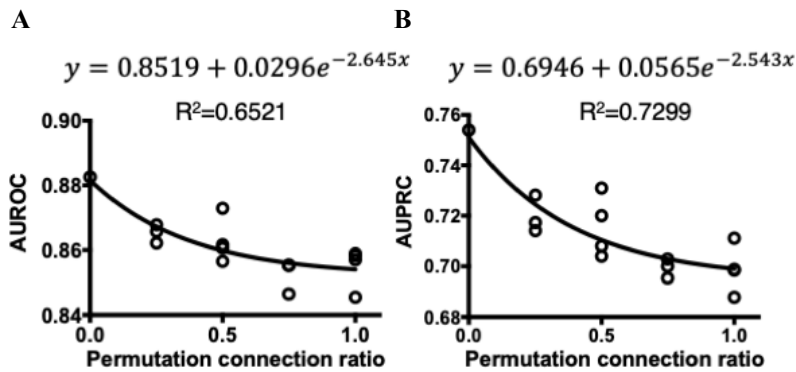 A
y = 0.8519 + 0.0296e^{−2.645x}
R²=0.6521
0.90
0.88
0.86
0.84
AUROC
0.0 0.5 1.0
Permutation connection ratio
B
y = 0.6946 + 0.0565e^{−2.543x}
R²=0.7299
0.76
0.74
0.72
0.70
0.68
AUPRC
0.0 0.5 1.0
Permutation connection ratio